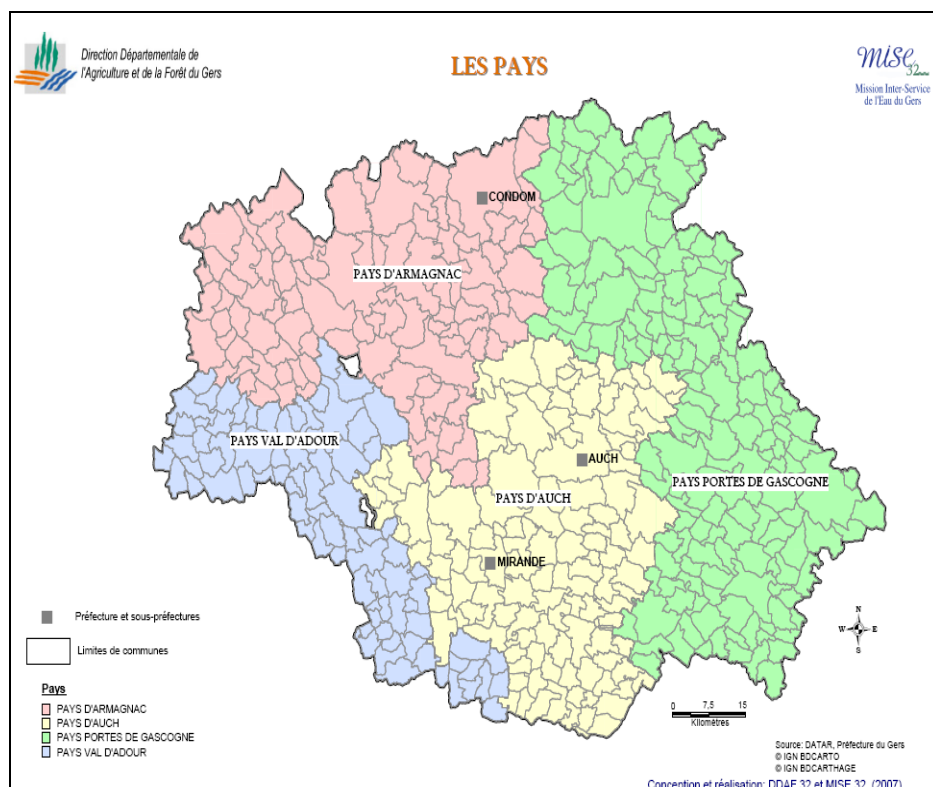 Direction Départementale de
l'Agriculture et de la Forêt du Gers
LES PAYS
MISE
32
Mission Inter-Service
de l'Eau du Gers
CONDOM
PAYS D'ARMAGNAC
PAYS VAL D'ADOUR
AUCH
PAYS D'AUCH
PAYS PORTES DE GASCOGNE
MIRANDE
Préfecture et sous-préfectures
Limites de communes
Pays
PAYS D'ARMAGNAC
PAYS D'AUCH
PAYS PORTES DE GASCOGNE
PAYS VAL D'ADOUR
N
W E
S
0 7,5 15
Kilomètres
Source: DATAR, Préfecture du Gers
© IGN BDCARTO
© IGN BDCARTHAGE
Conception et réalisation: DDAF 32 et MISE 32 (2007)